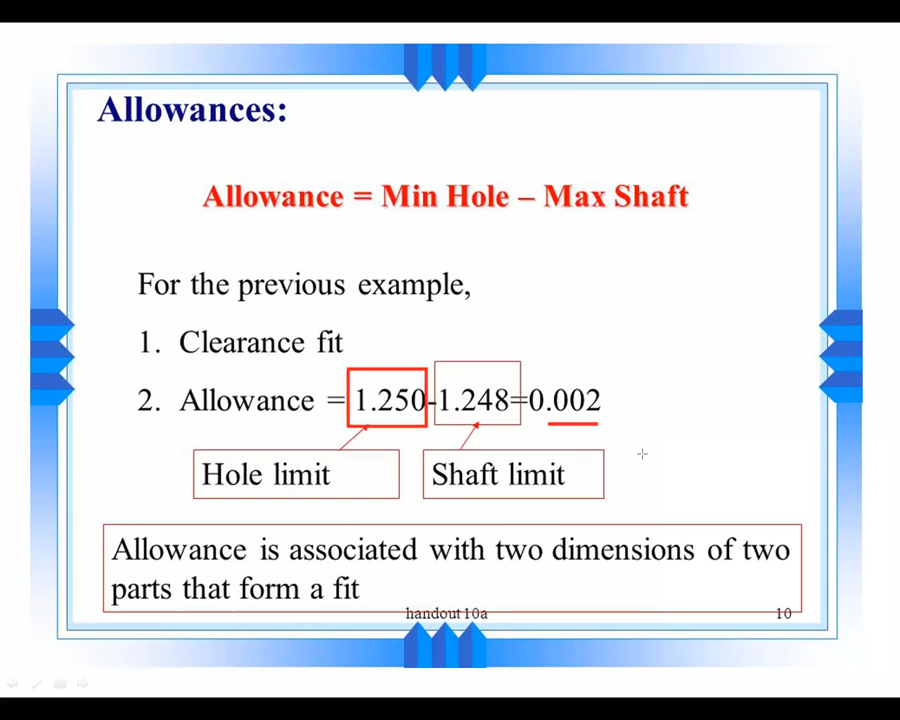 Allowances:
Allowance = Min Hole – Max Shaft
For the previous example,
1. Clearance fit
2. Allowance = 1.250-1.248=0.002
Hole limit
Shaft limit
Allowance is associated with two dimensions of two
parts that form a fit
handout 10a
10